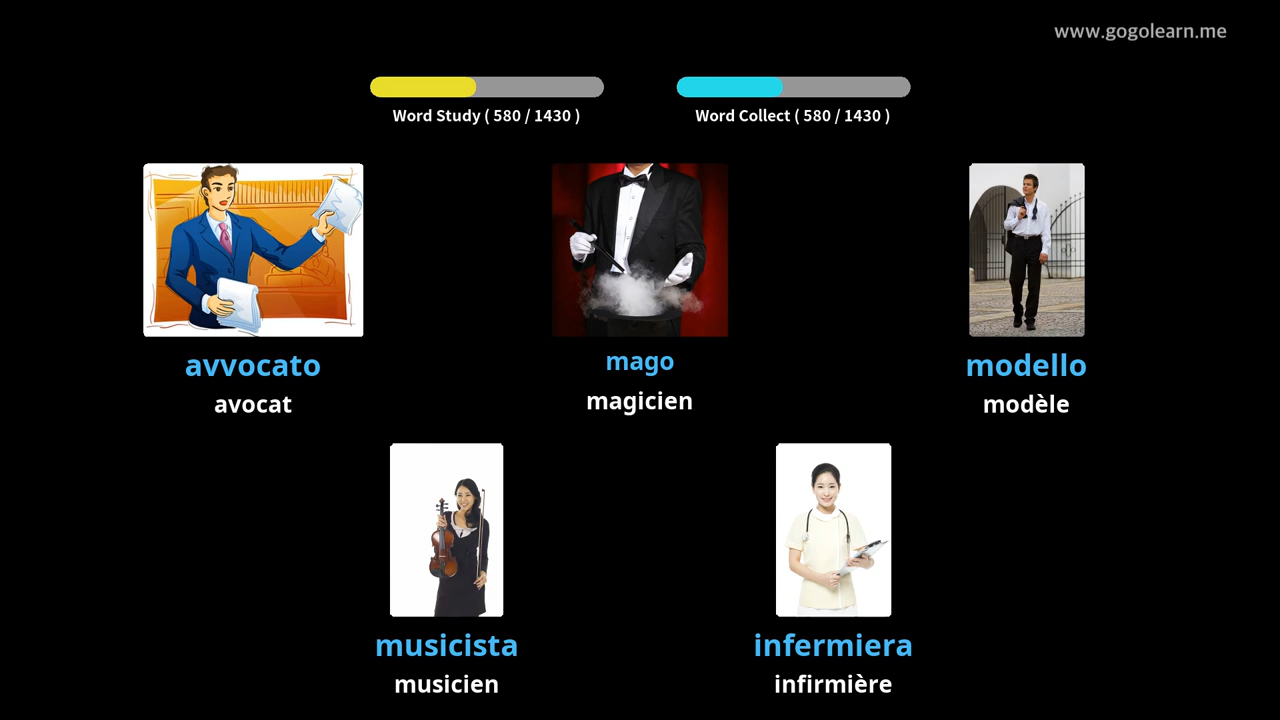 www.gogolearn.me
Word Study ( 580 / 1430 )
Word Collect ( 580 / 1430 )
avvocato
avocat
mago
magicien
modello
modèle
musicista
musicien
infermiera
infirmière